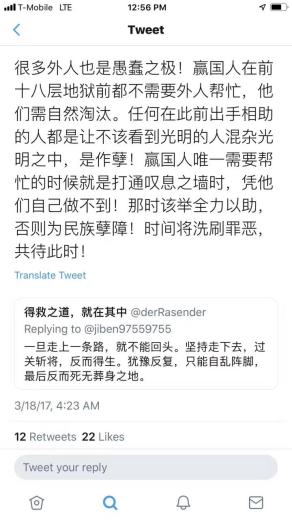 T-Mobile LTE
12:56 PM
Tweet
很多外人也是愚蠢之极！赢国人在前
十八层地狱前都不需要外人帮忙，他
们需自然淘汰。任何在此前出手相助
的人都是让不该看到光明的人混杂光
明之中，是作孽！赢国人唯一需要帮
忙的时候就是打通叹息之墙时，凭他
们自己做不到！那时该举全力以助，
否则为民族孽障！时间将洗刷罪恶，
共待此时！
Translate Tweet
得救之道，就在其中 @derRasender
Replying to @jiben97559755
一旦走上一条路，就不能回头。坚持走下去，过
关斩将，反而得生。犹豫反复，只能自乱阵脚，
最后反而死无葬身之地。
3/18/17, 4:23 AM
12 Retweets 22 Likes
Tweet your reply